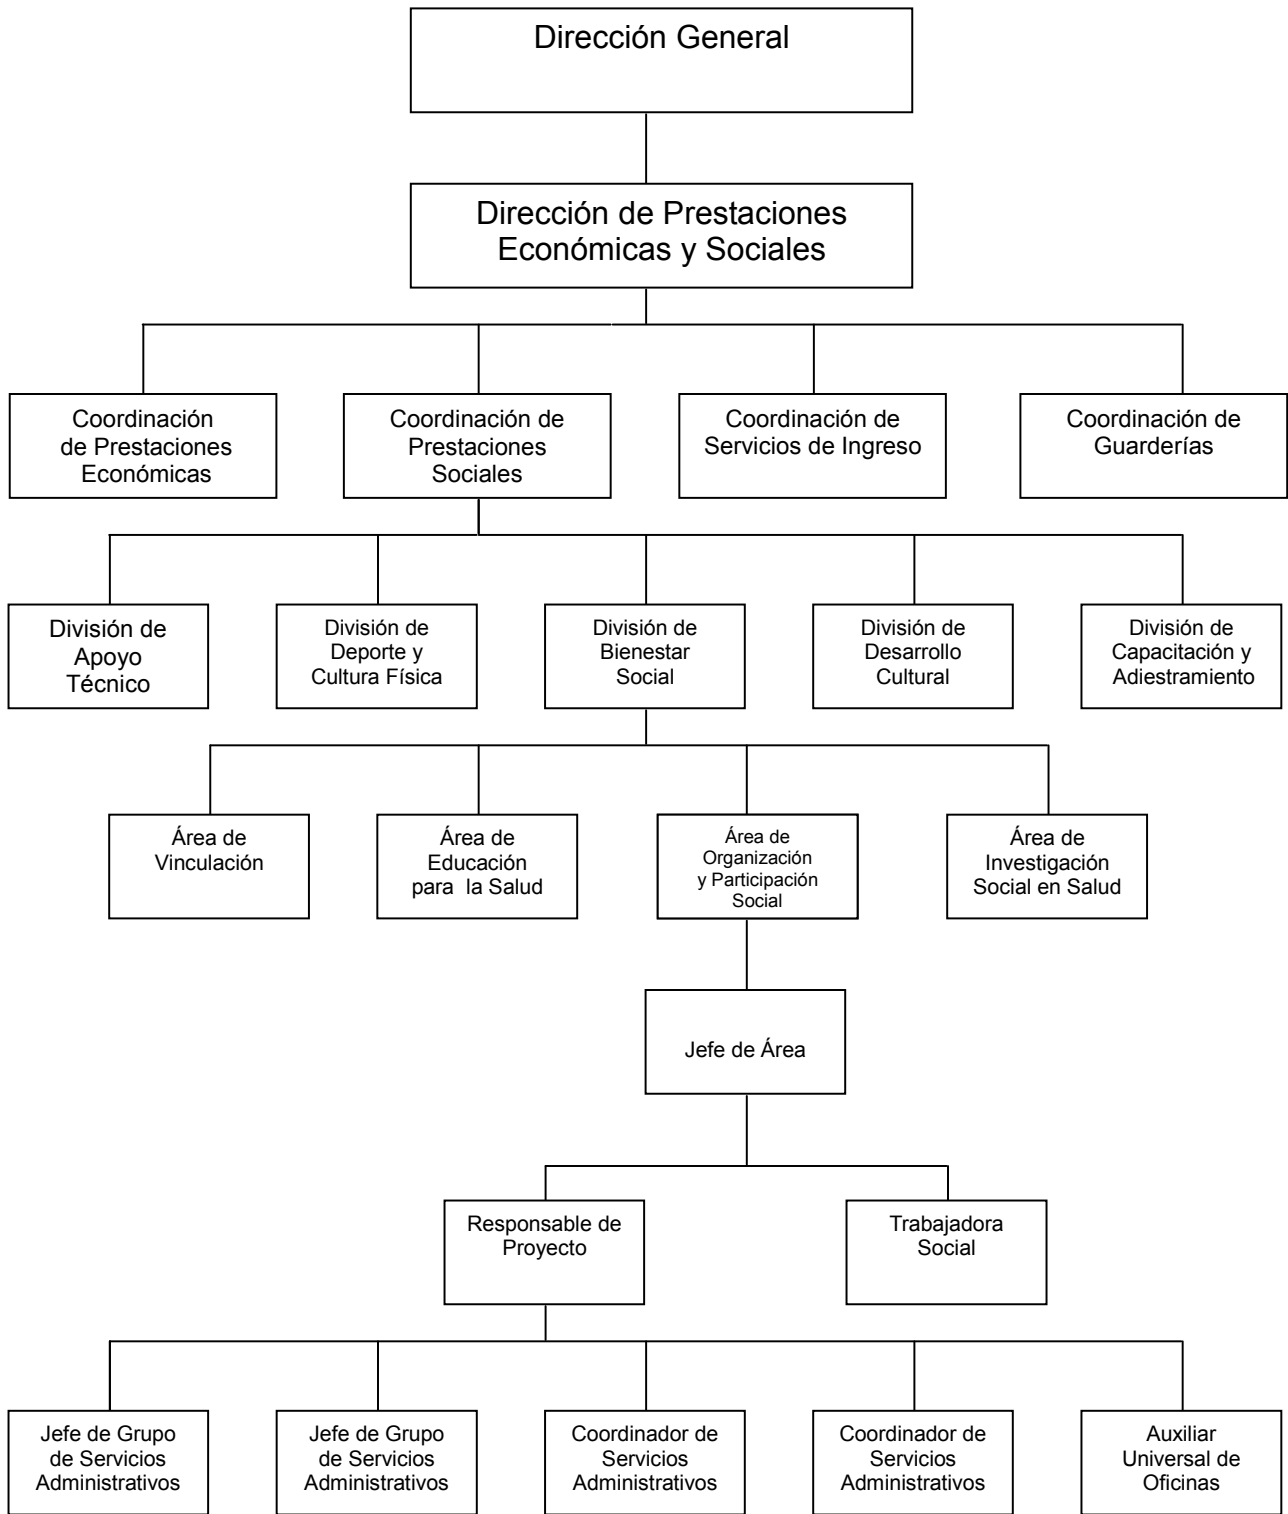 Dirección General
Dirección de Prestaciones
Económicas y Sociales
Coordinación
de Prestaciones
Económicas
Coordinación de
Prestaciones
Sociales
Coordinación de
Servicios de Ingreso
Coordinación de
Guarderías
División de
Apoyo
Técnico
División de
Deporte y
Cultura Física
División de
Bienestar
Social
División de
Desarrollo
Cultural
División de
Capacitación y
Adiestramiento
Área de
Vinculación
Área de
Educación
para la Salud
Área de
Organización
y Participación
Social
Área de
Investigación
Social en Salud
Jefe de Área
Responsable de
Proyecto
Trabajadora
Social
Jefe de Grupo
de Servicios
Administrativos
Jefe de Grupo
de Servicios
Administrativos
Coordinador de
Servicios
Administrativos
Coordinador de
Servicios
Administrativos
Auxiliar
Universal de
Oficinas